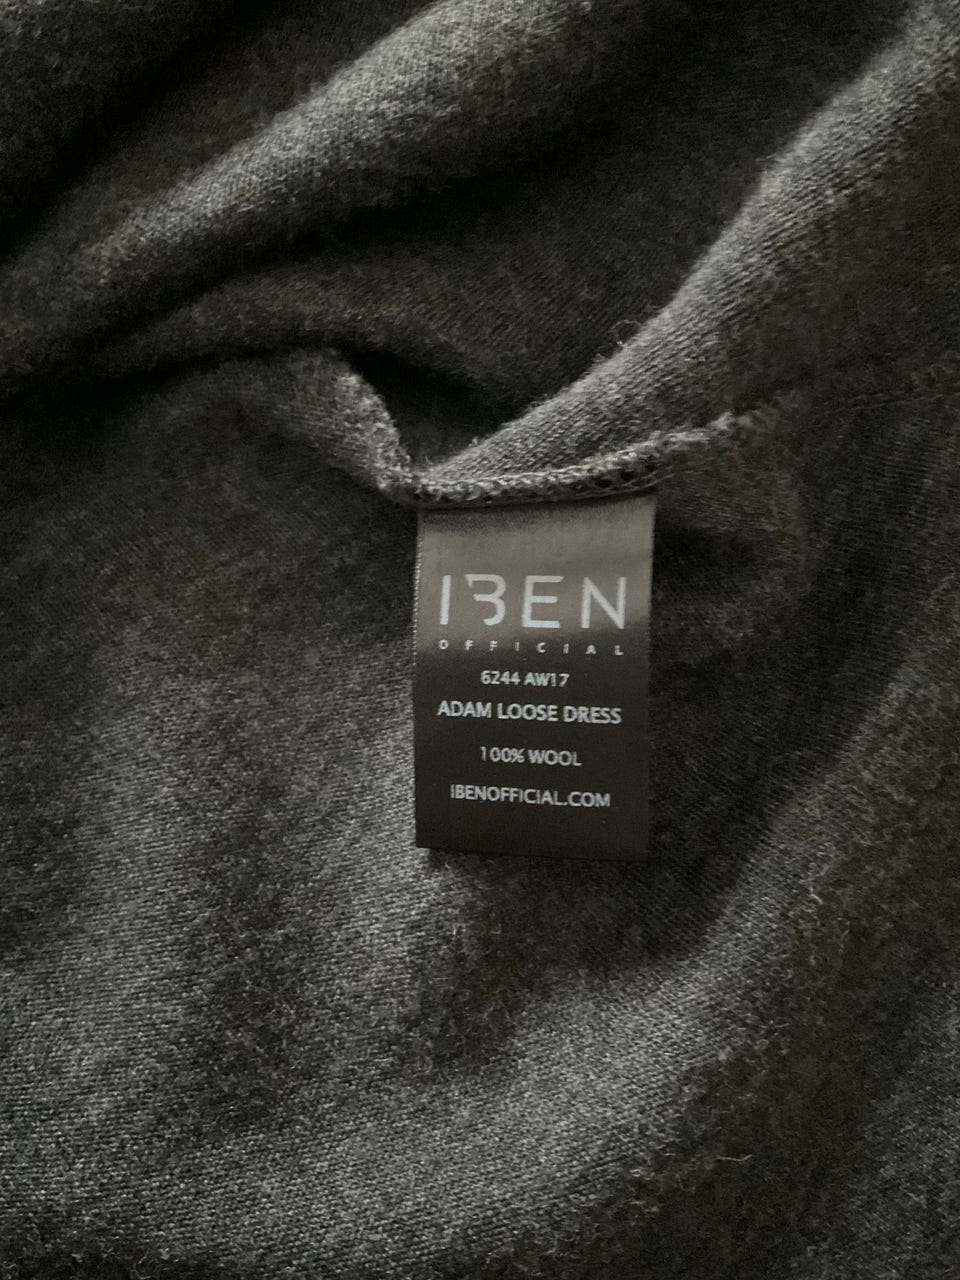 IBEN
OFFICIAL
6244 AW17
ADAM LOOSE DRESS
100% WOOL
IBENOFFICIAL.COM